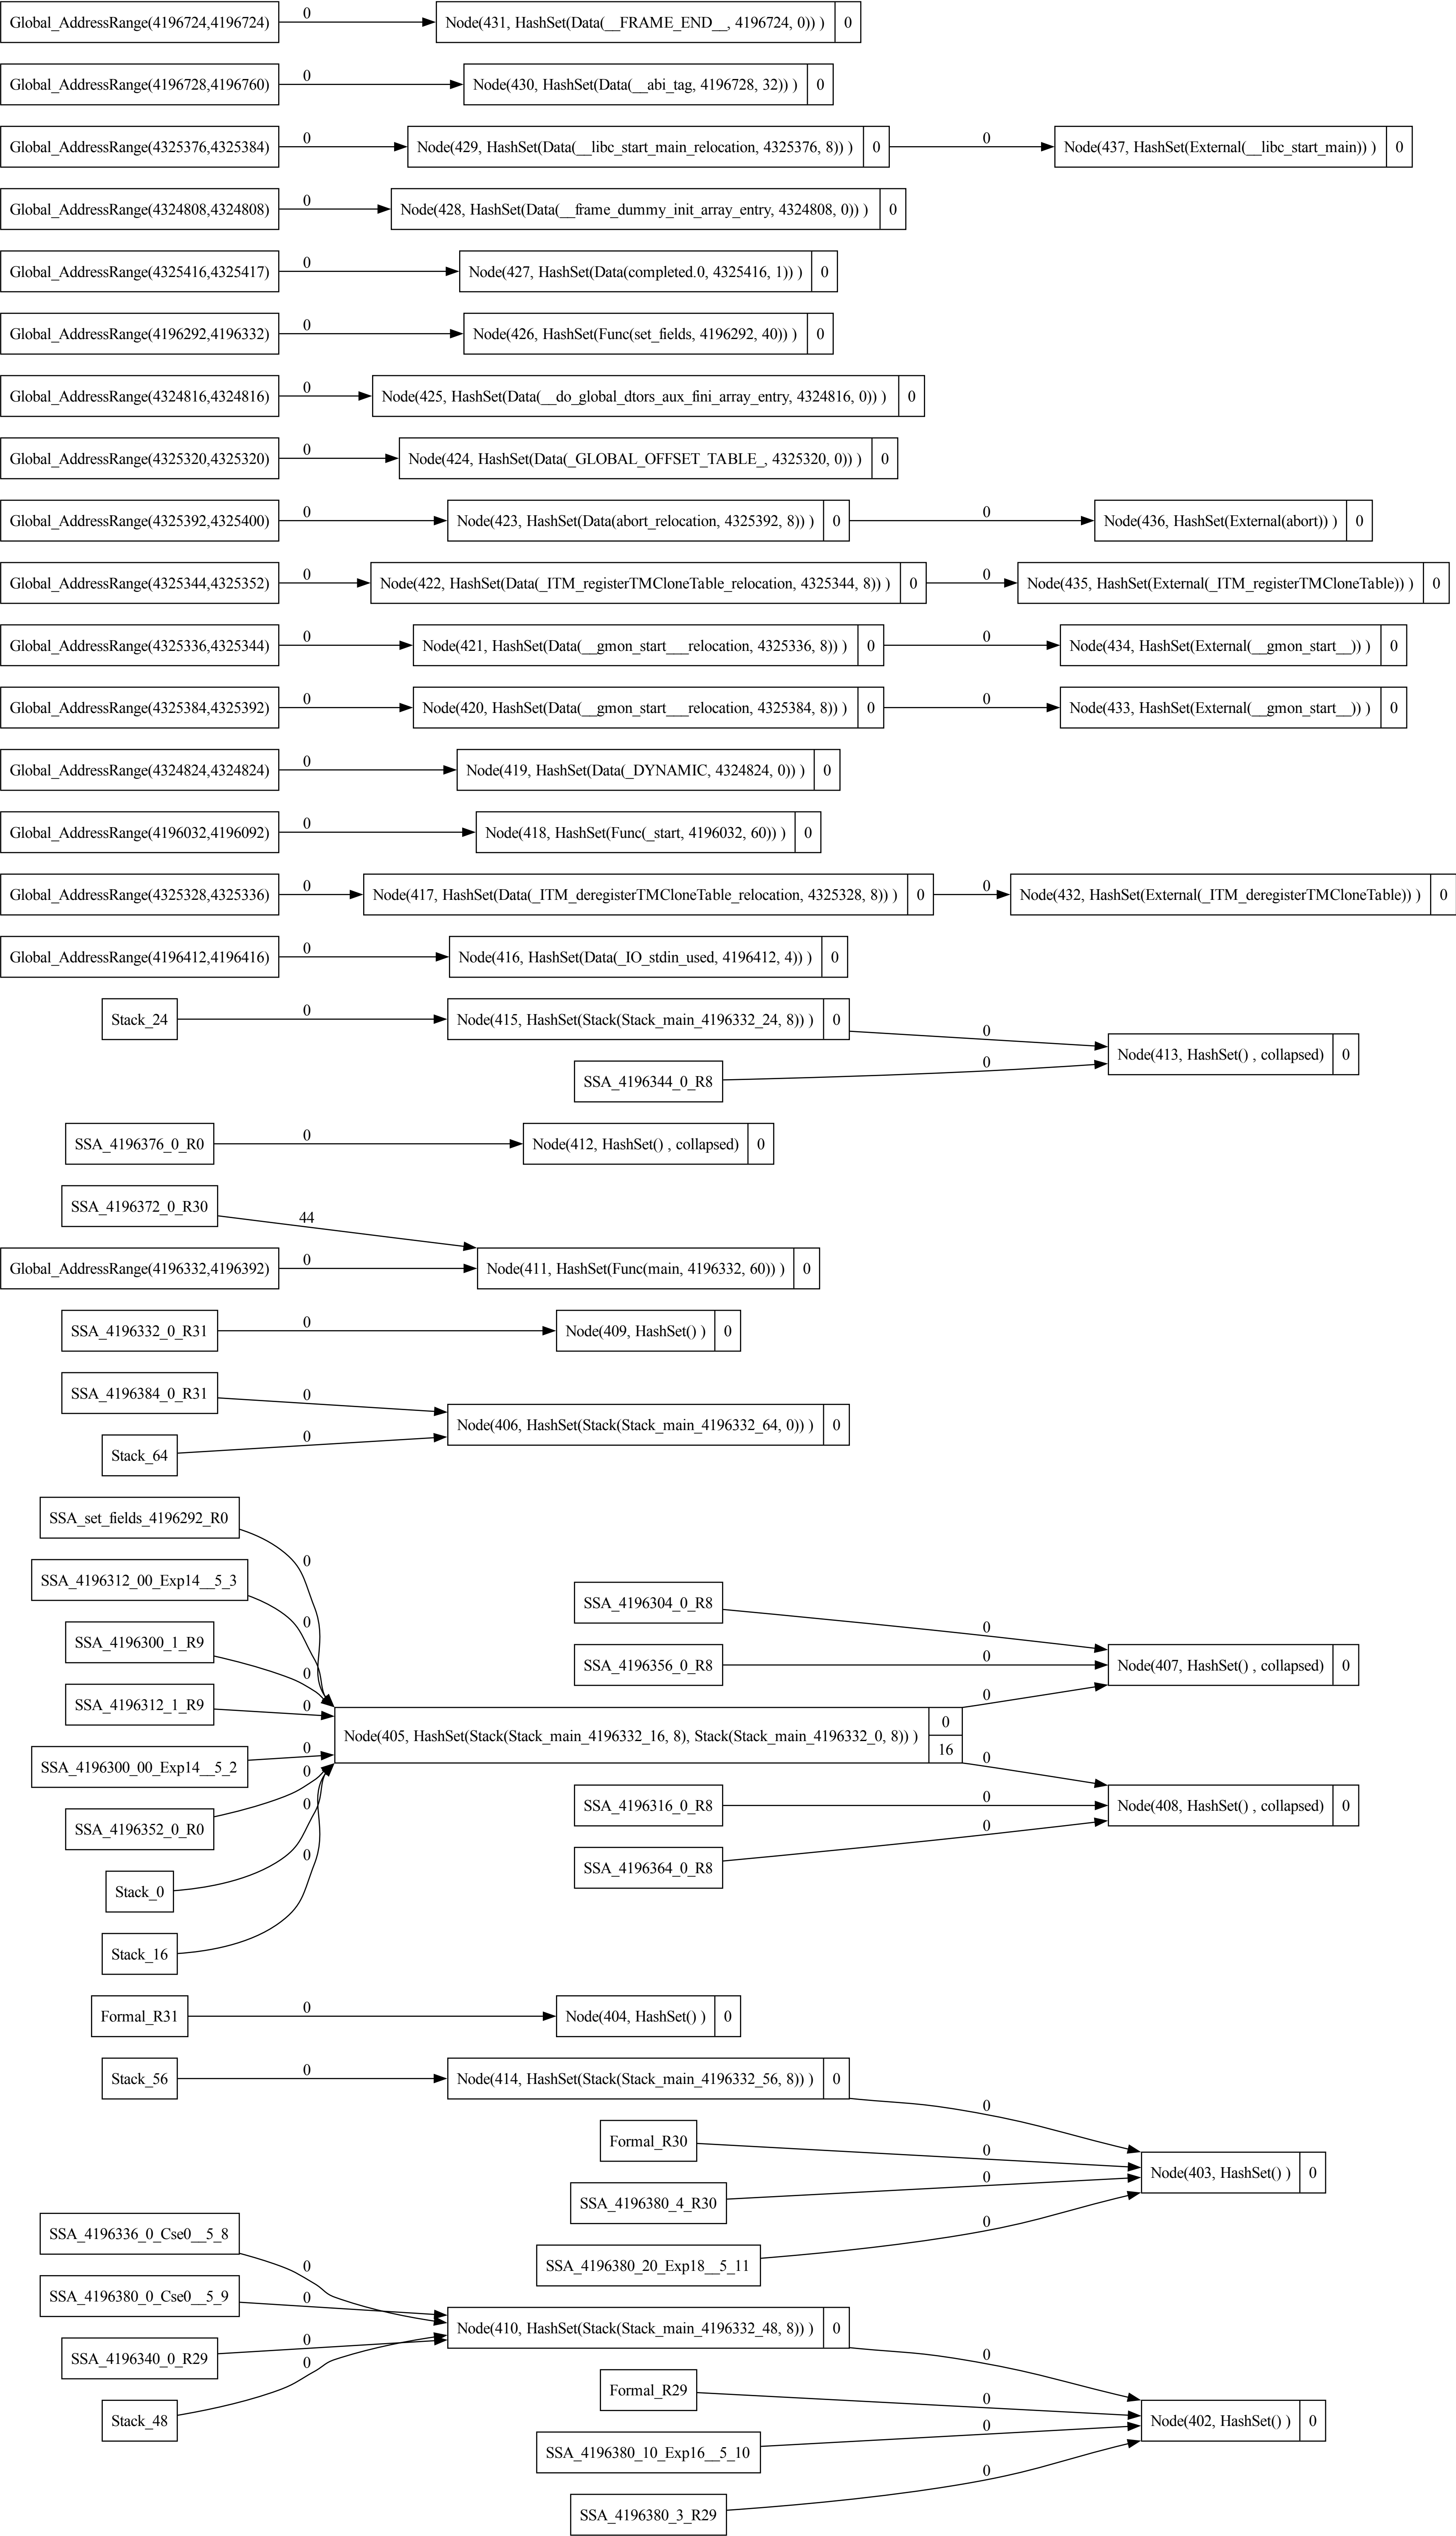 Global_AddressRange(4196724,4196724) 0 Node(431, HashSet(Data(__FRAME_END__, 4196724, 0)) ) 0
Global_AddressRange(4196728,4196760) 0 Node(430, HashSet(Data(__abi_tag, 4196728, 32)) ) 0
Global_AddressRange(4325376,4325384) 0 Node(429, HashSet(Data(__libc_start_main_relocation, 4325376, 8)) ) 0 0 Node(437, HashSet(External(__libc_start_main)) ) 0
Global_AddressRange(4324808,4324808) 0 Node(428, HashSet(Data(__frame_dummy_init_array_entry, 4324808, 0)) ) 0
Global_AddressRange(4325416,4325417) 0 Node(427, HashSet(Data(completed.0, 4325416, 1)) ) 0
Global_AddressRange(4196292,4196332) 0 Node(426, HashSet(Func(set_fields, 4196292, 40)) ) 0
Global_AddressRange(4324816,4324816) 0 Node(425, HashSet(Data(__do_global_dtors_aux_fini_array_entry, 4324816, 0)) ) 0
Global_AddressRange(4325320,4325320) 0 Node(424, HashSet(Data(_GLOBAL_OFFSET_TABLE_, 4325320, 0)) ) 0
Global_AddressRange(4325392,4325400) 0 Node(423, HashSet(Data(abort_relocation, 4325392, 8)) ) 0 0 Node(436, HashSet(External(abort)) ) 0
Global_AddressRange(4325344,4325352) 0 Node(422, HashSet(Data(_ITM_registerTMCloneTable_relocation, 4325344, 8)) ) 0 0 Node(435, HashSet(External(_ITM_registerTMCloneTable)) ) 0
Global_AddressRange(4325336,4325344) 0 Node(421, HashSet(Data(__gmon_start___relocation, 4325336, 8)) ) 0 0 Node(434, HashSet(External(__gmon_start__)) ) 0
Global_AddressRange(4325384,4325392) 0 Node(420, HashSet(Data(__gmon_start___relocation, 4325384, 8)) ) 0 0 Node(433, HashSet(External(__gmon_start__)) ) 0
Global_AddressRange(4324824,4324824) 0 Node(419, HashSet(Data(_DYNAMIC, 4324824, 0)) ) 0
Global_AddressRange(4196032,4196092) 0 Node(418, HashSet(Func(_start, 4196032, 60)) ) 0
Global_AddressRange(4325328,4325336) 0 Node(417, HashSet(Data(_ITM_deregisterTMCloneTable_relocation, 4325328, 8)) ) 0 0 Node(432, HashSet(External(_ITM_deregisterTMCloneTable)) ) 0
Global_AddressRange(4196412,4196416) 0 Node(416, HashSet(Data(_IO_stdin_used, 4196412, 4)) ) 0
Stack_24 0 Node(415, HashSet(Stack(Stack_main_4196332_24, 8)) ) 0 0
Node(413, HashSet() , collapsed) 0
SSA_4196344_0_R8 0
SSA_4196376_0_R0 0 Node(412, HashSet() , collapsed) 0
SSA_4196372_0_R30 44
Global_AddressRange(4196332,4196392) 0 Node(411, HashSet(Func(main, 4196332, 60)) ) 0
SSA_4196332_0_R31 0 Node(409, HashSet() ) 0
SSA_4196384_0_R31 0
Node(406, HashSet(Stack(Stack_main_4196332_64, 0)) ) 0
Stack_64 0
SSA_set_fields_4196292_R0 0
SSA_4196312_00_Exp14__5_3 0
SSA_4196304_0_R8 0
SSA_4196300_1_R9 0
SSA_4196356_0_R8 0 Node(407, HashSet() , collapsed) 0
SSA_4196312_1_R9 0
Node(405, HashSet(Stack(Stack_main_4196332_16, 8), Stack(Stack_main_4196332_0, 8)) ) 0 0
16 0
SSA_4196300_00_Exp14__5_2 0
SSA_4196316_0_R8 0 Node(408, HashSet() , collapsed) 0
SSA_4196352_0_R0 0
SSA_4196364_0_R8 0
Stack_0 0
Stack_16 0
Formal_R31 0 Node(404, HashSet() ) 0
Stack_56 0 Node(414, HashSet(Stack(Stack_main_4196332_56, 8)) ) 0 0
Formal_R30 0
Node(403, HashSet() ) 0
SSA_4196380_4_R30 0
SSA_4196336_0_Cse0__5_8 0
SSA_4196380_20_Exp18__5_11 0
SSA_4196380_0_Cse0__5_9 0
Node(410, HashSet(Stack(Stack_main_4196332_48, 8)) ) 0 0
SSA_4196340_0_R29 0
Formal_R29 0
Stack_48 0
Node(402, HashSet() ) 0
SSA_4196380_10_Exp16__5_10 0
SSA_4196380_3_R29 0